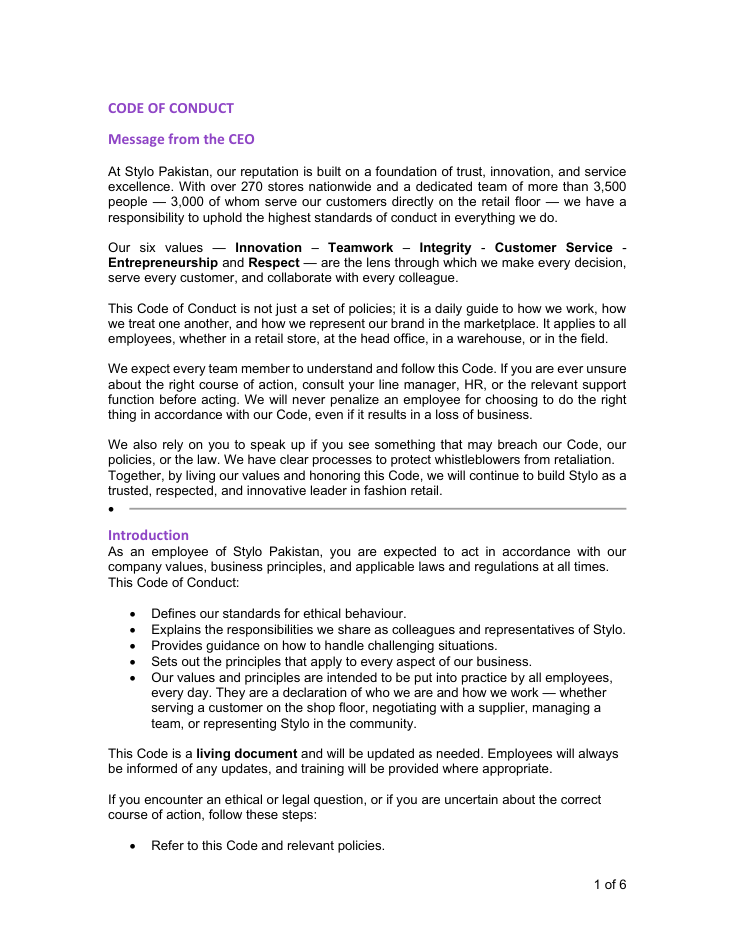 CODE OF CONDUCT
Message from the CEO
At Stylo Pakistan, our reputation is built on a foundation of trust, innovation, and service
excellence. With over 270 stores nationwide and a dedicated team of more than 3,500
people — 3,000 of whom serve our customers directly on the retail floor — we have a
responsibility to uphold the highest standards of conduct in everything we do.
Our six values — Innovation – Teamwork – Integrity - Customer Service -
Entrepreneurship and Respect — are the lens through which we make every decision,
serve every customer, and collaborate with every colleague.
This Code of Conduct is not just a set of policies; it is a daily guide to how we work, how
we treat one another, and how we represent our brand in the marketplace. It applies to all
employees, whether in a retail store, at the head office, in a warehouse, or in the field.
We expect every team member to understand and follow this Code. If you are ever unsure
about the right course of action, consult your line manager, HR, or the relevant support
function before acting. We will never penalize an employee for choosing to do the right
thing in accordance with our Code, even if it results in a loss of business.
We also rely on you to speak up if you see something that may breach our Code, our
policies, or the law. We have clear processes to protect whistleblowers from retaliation.
Together, by living our values and honoring this Code, we will continue to build Stylo as a
trusted, respected, and innovative leader in fashion retail.
•
Introduction
As an employee of Stylo Pakistan, you are expected to act in accordance with our
company values, business principles, and applicable laws and regulations at all times.
This Code of Conduct:
• Defines our standards for ethical behaviour.
• Explains the responsibilities we share as colleagues and representatives of Stylo.
• Provides guidance on how to handle challenging situations.
• Sets out the principles that apply to every aspect of our business.
• Our values and principles are intended to be put into practice by all employees,
every day. They are a declaration of who we are and how we work — whether
serving a customer on the shop floor, negotiating with a supplier, managing a
team, or representing Stylo in the community.
This Code is a living document and will be updated as needed. Employees will always
be informed of any updates, and training will be provided where appropriate.
If you encounter an ethical or legal question, or if you are uncertain about the correct
course of action, follow these steps:
• Refer to this Code and relevant policies.
1 of 6